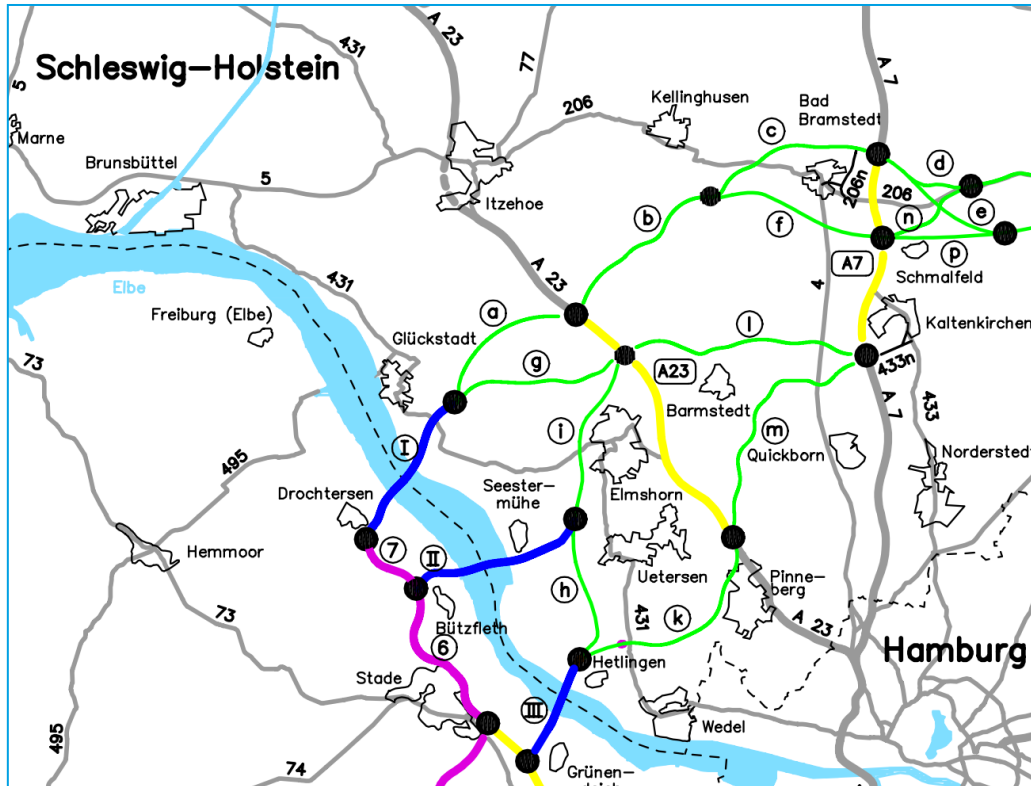 A 23
431
77
A 7
Schleswig-Holstein
5
Kellinghusen
Bad
Bramstedt
206
c
Marne
Brunsbüttel
d
5
206n
206
Itzehoe
b
f
n
e
A 23
A7
p
Schmalfeld
Elbe
431
4
Freiburg (Elbe)
a
l
Kaltenkirchen
Glückstadt
73
g
A23
433n
Barmstedt
A 7
433
i
m
I
Quickborn
Norderstedt
495
Seester-
mühe
Drochtersen
Elmshorn
Hemmoor
7
II
Uetersen
Pinne-
berg
h
Bützfleth
73
431
k
A 23
6
Hetlingen
Hamburg
Stade
III
Wedel
495
74
Grünen-